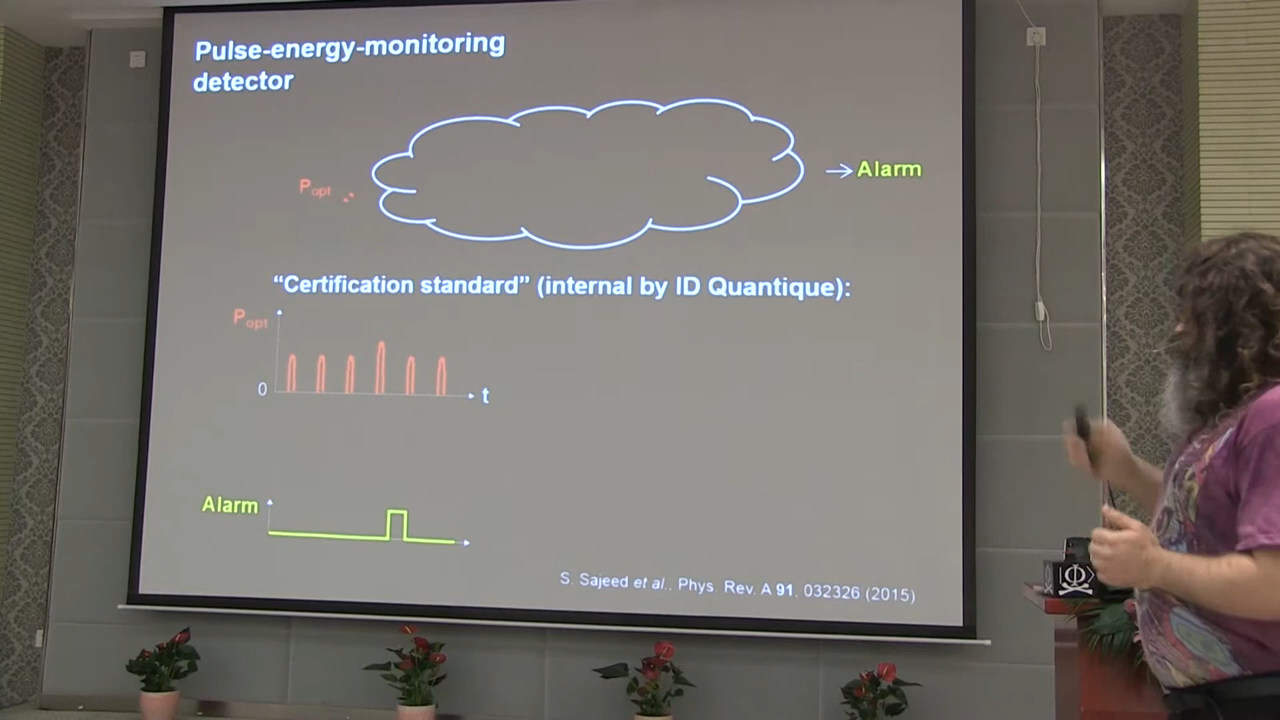 Pulse-energy-monitoring
detector
Popt
→ Alarm
“Certification standard” (internal by ID Quantique):
Popt
0
t
Alarm
S. Sajeed et al., Phys. Rev. A 91, 032326 (2015)
|Φ⟩